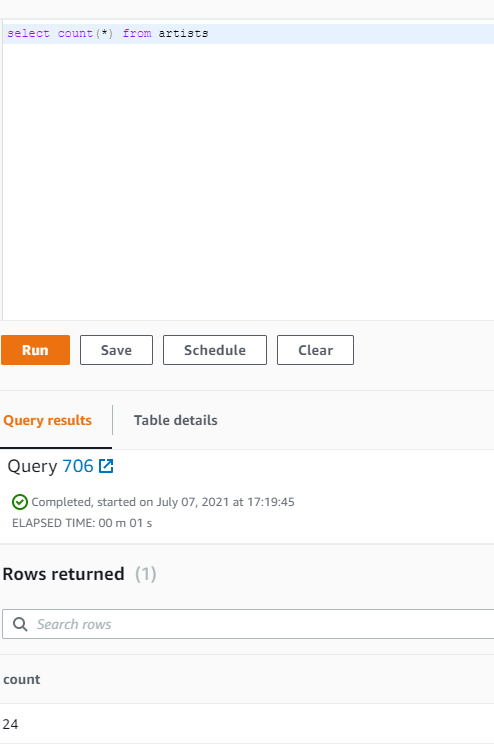 select count(*) from artists
Run Save Schedule Clear
Query results Table details
Query 706
Completed, started on July 07, 2021 at 17:19:45
ELAPSED TIME: 00 m 01 s
Rows returned (1)
Search rows
count
24